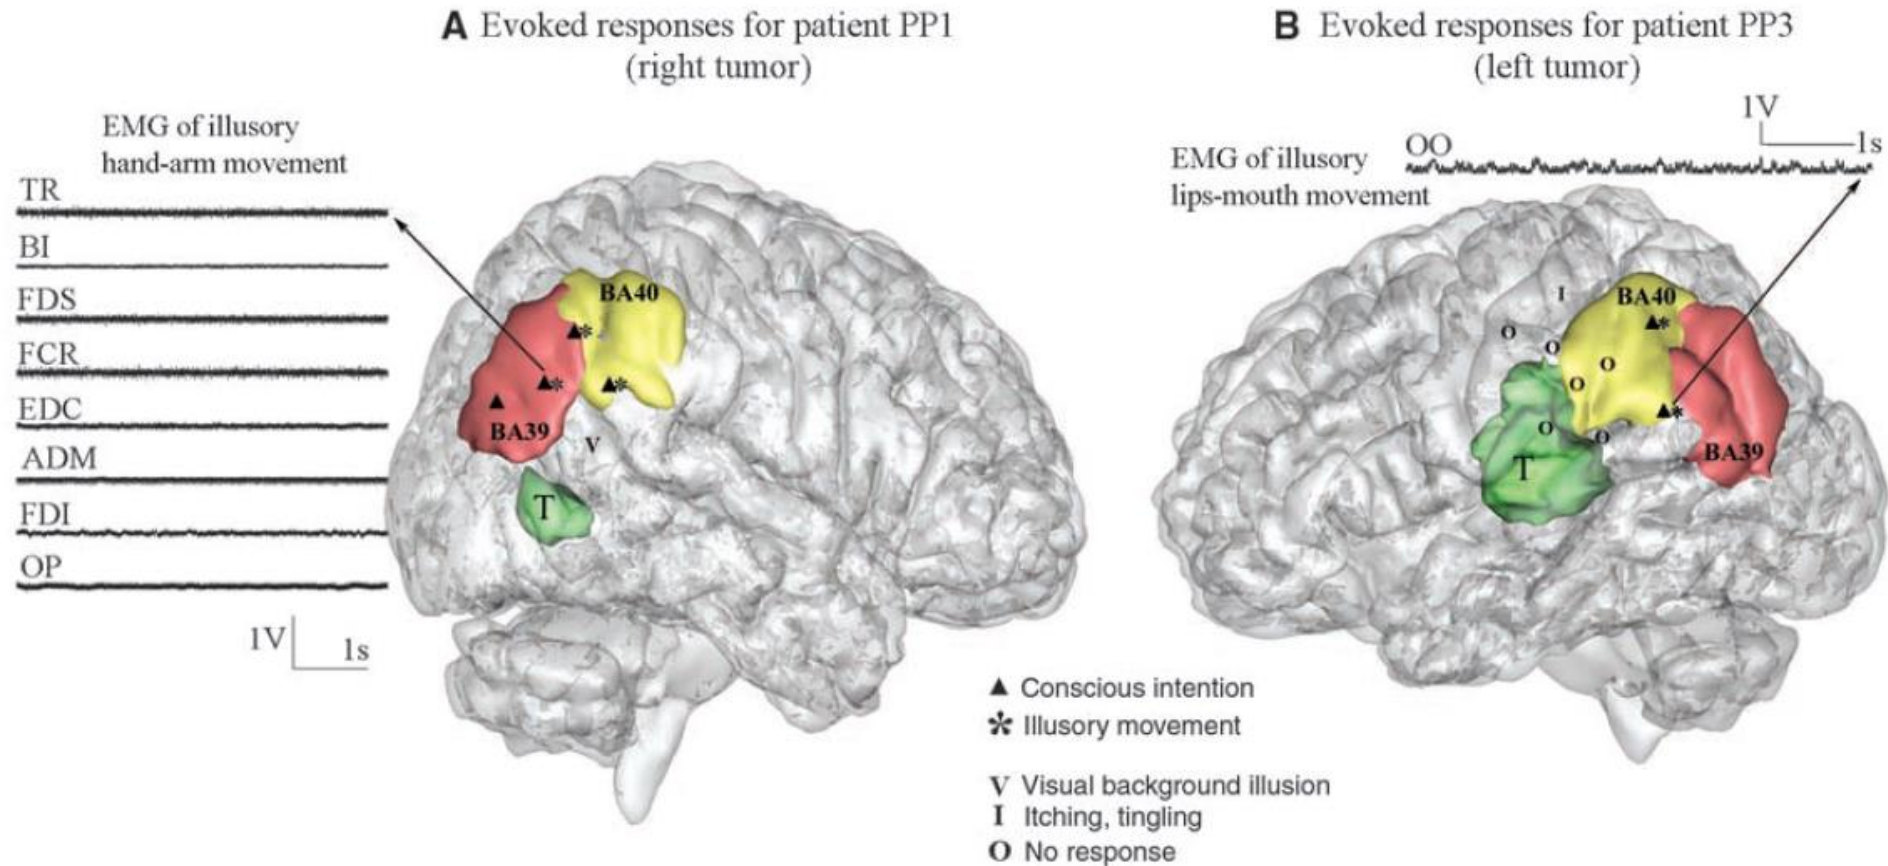 A Evoked responses for patient PP1
(right tumor)
B Evoked responses for patient PP3
(left tumor)
EMG of illusory
hand-arm movement
TR
BI
FDS
FCR
EDC
ADM
FDI
OP
1V
1s
BA40
▲*
▲*
▲*
▲
BA39
V
T
1V
1s
OO
EMG of illusory
lips-mouth movement
I
BA40
▲*
O
O
O
O
▲*
O
O
BA39
T
▲ Conscious intention
* Illusory movement
V Visual background illusion
I Itching, tingling
O No response